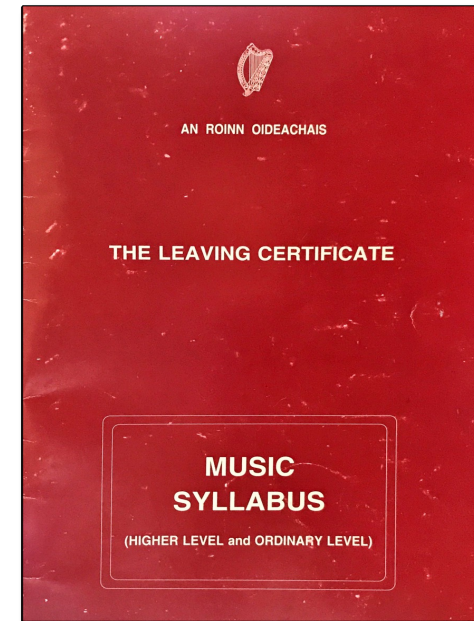 AN ROINN OIDEACHAIS
THE LEAVING CERTIFICATE
MUSIC
SYLLABUS
(HIGHER LEVEL and ORDINARY LEVEL)